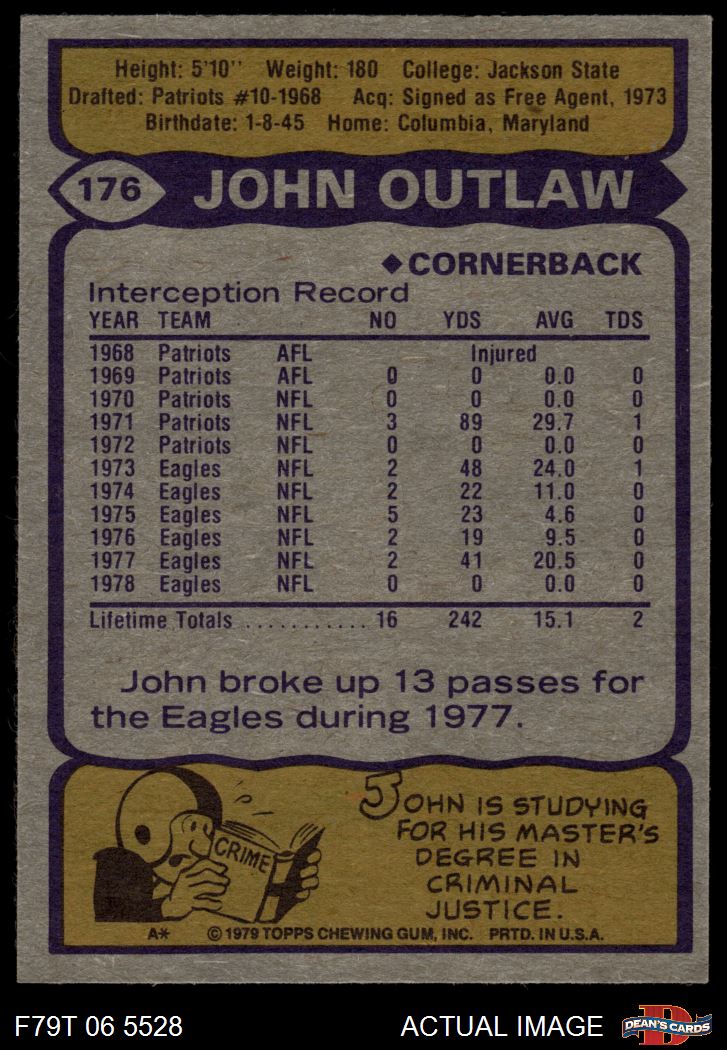 Height: 5'10'' Weight: 180 College: Jackson State
Drafted: Patriots #10-1968 Acq: Signed as Free Agent, 1973
Birthdate: 1-8-45 Home: Columbia, Maryland
176 JOHN OUTLAW
◆CORNERBACK
Interception Record
YEAR TEAM NO YDS AVG TDS
1968 Patriots AFL Injured
1969 Patriots AFL 0 0 0.0 0
1970 Patriots NFL 0 0 0.0 0
1971 Patriots NFL 3 89 29.7 1
1972 Patriots NFL 0 0 0.0 0
1973 Eagles NFL 2 48 24.0 1
1974 Eagles NFL 2 22 11.0 0
1975 Eagles NFL 5 23 4.6 0
1976 Eagles NFL 2 19 9.5 0
1977 Eagles NFL 2 41 20.5 0
1978 Eagles NFL 0 0 0.0 0
Lifetime Totals ........... 16 242 15.1 2
John broke up 13 passes for
the Eagles during 1977.
CRIME
JOHN IS STUDYING
FOR HIS MASTER'S
DEGREE IN
CRIMINAL
JUSTICE.
A* © 1979 TOPPS CHEWING GUM, INC. PRTD. IN U.S.A.
F79T 06 5528 ACTUAL IMAGE D DEAN'S CARDS